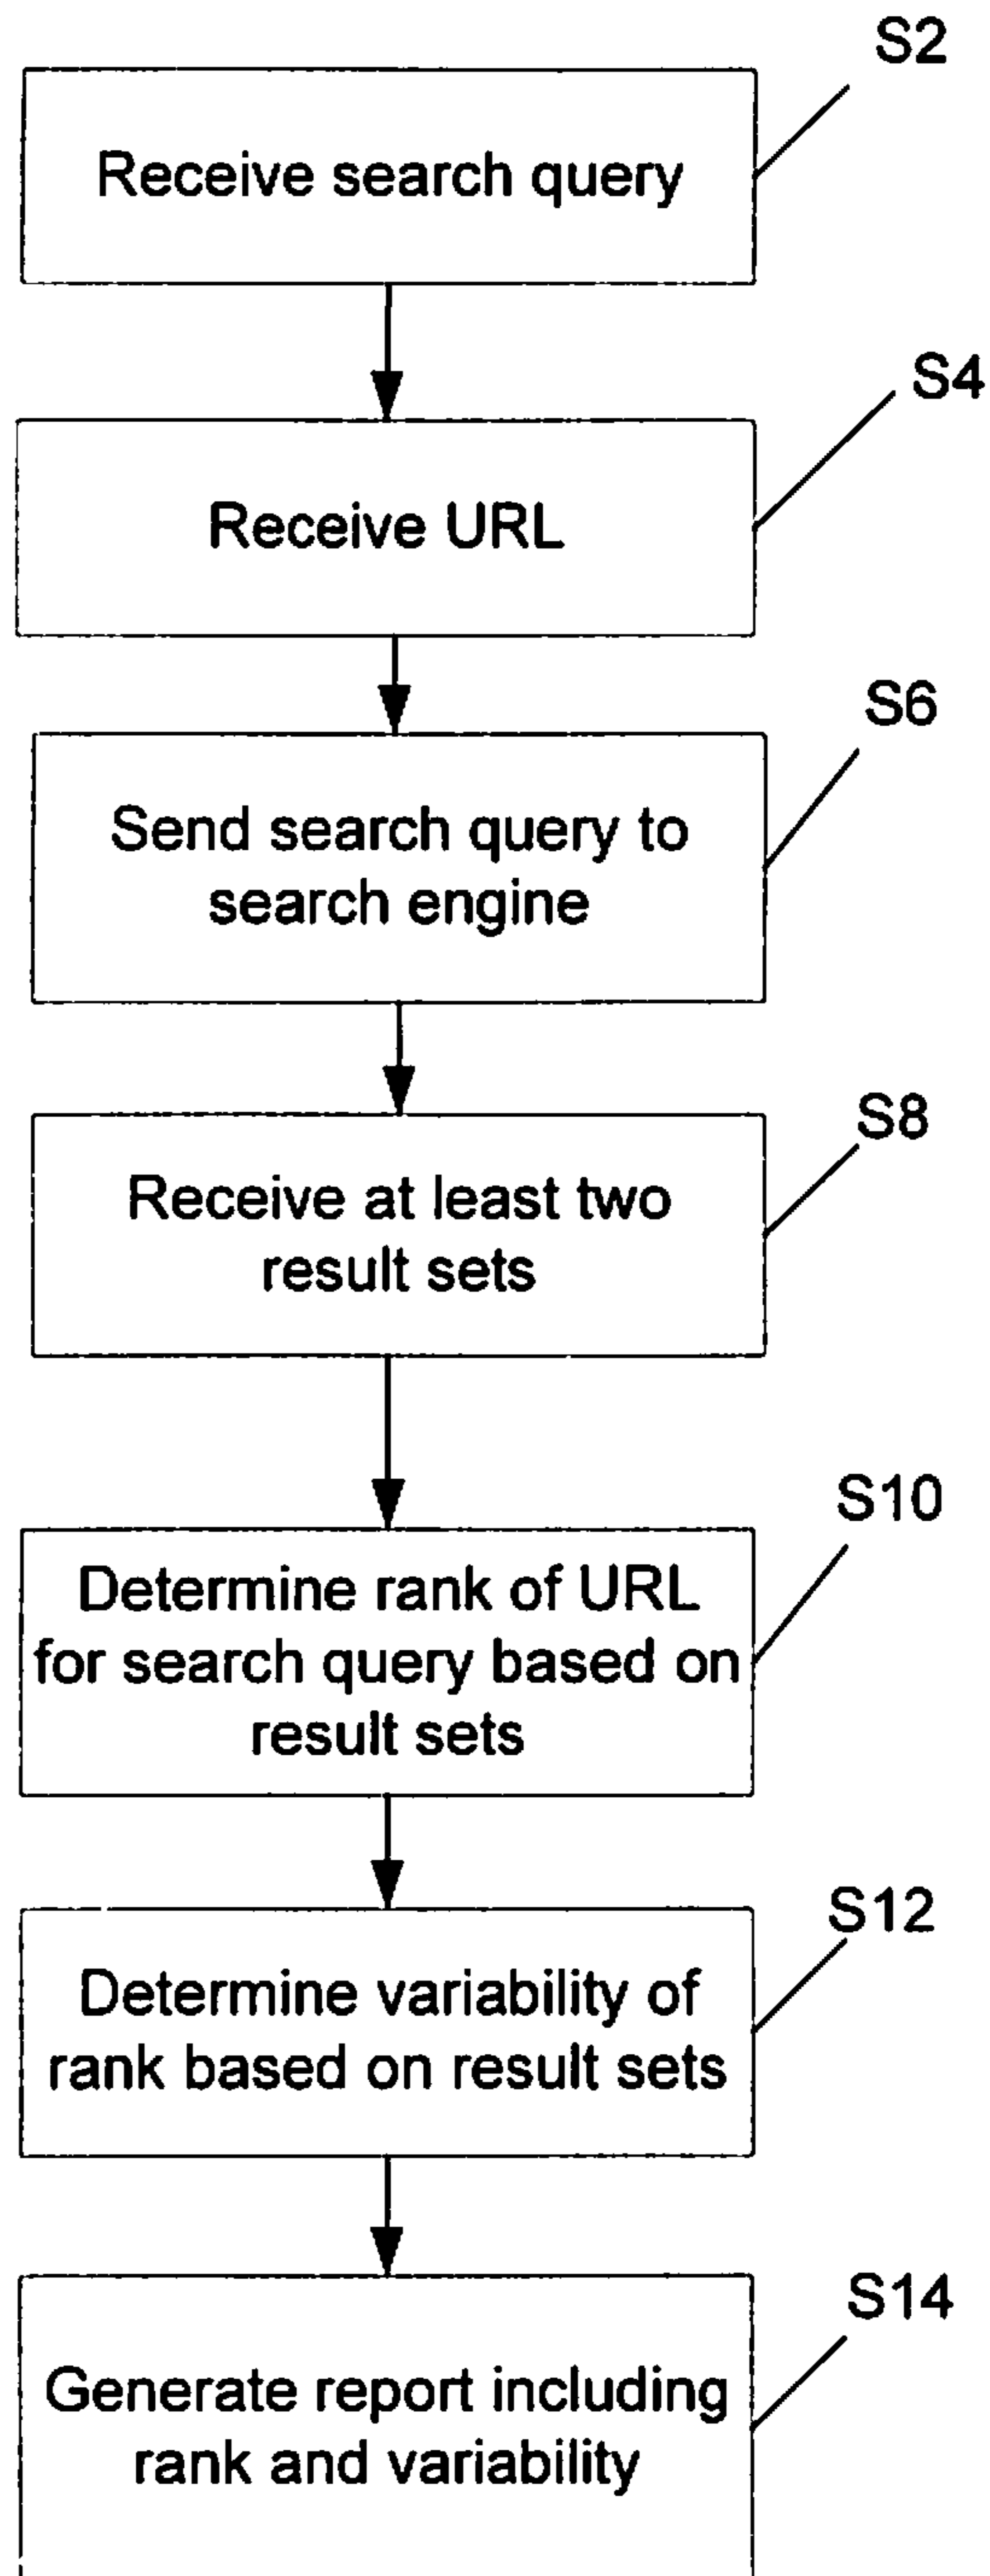 S2
Receive search query
S4
Receive URL
S6
Send search query to
search engine
S8
Receive at least two
result sets
S10
Determine rank of URL
for search query based on
result sets
S12
Determine variability of
rank based on result sets
S14
Generate report including
rank and variability